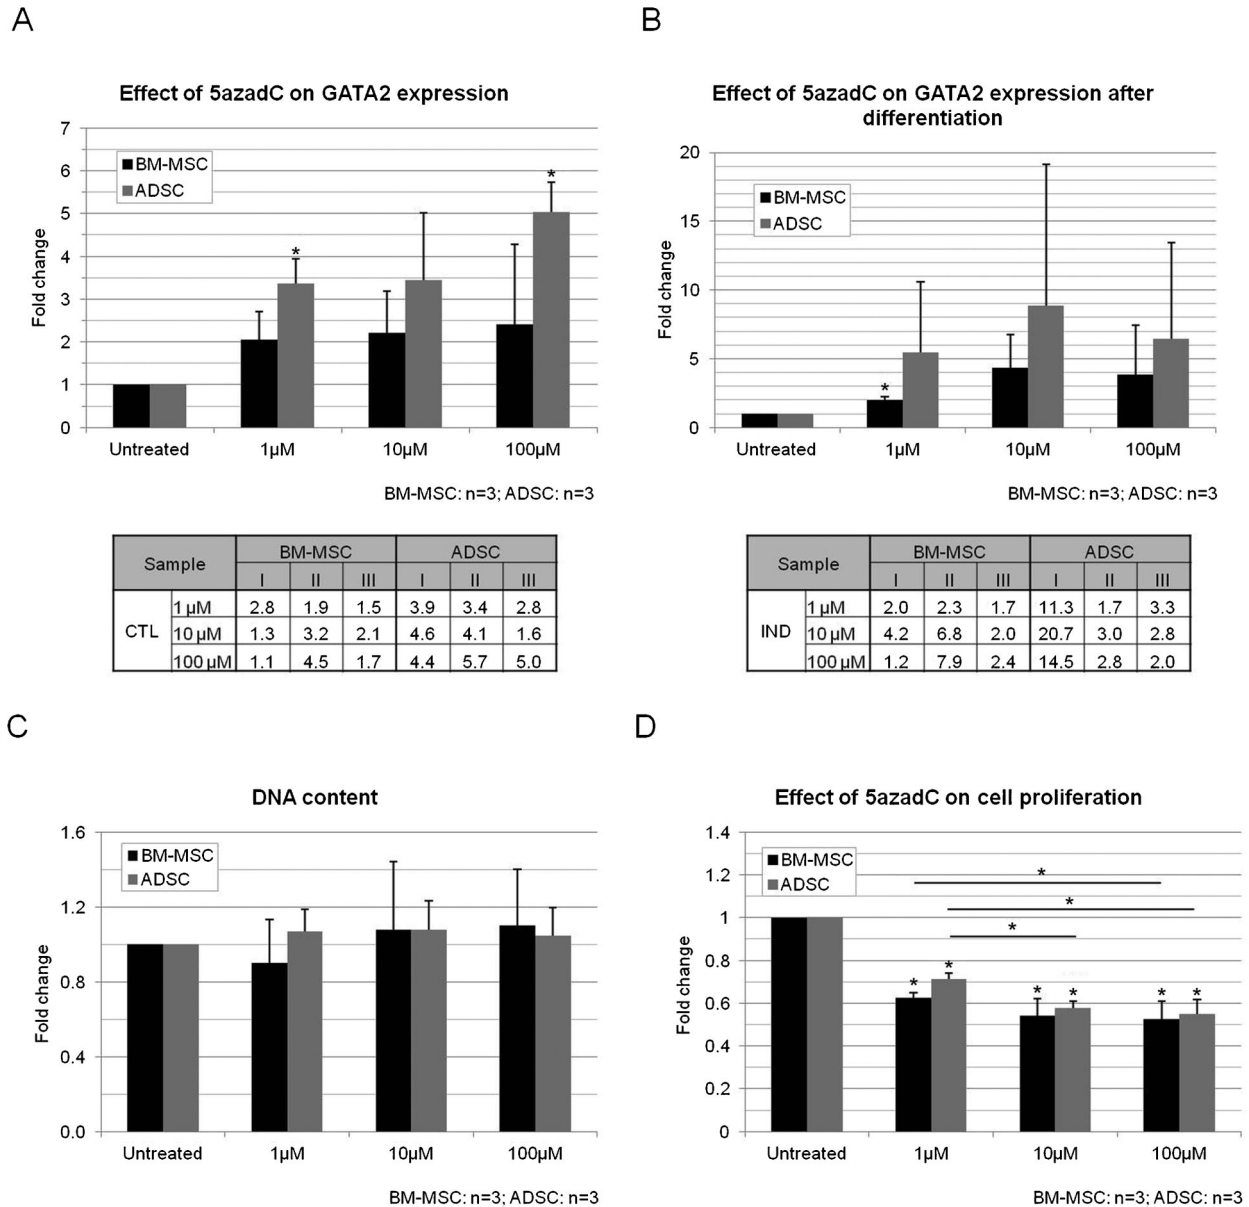 A
Effect of 5azadC on GATA2 expression
Fold change
7
6
5
4
3
2
1
0
BM-MSC
ADSC
*
*
Untreated 1µM 10µM 100µM
BM-MSC: n=3; ADSC: n=3
Sample BM-MSC ADSC
I II III I II III
CTL
1 µM 2.8 1.9 1.5 3.9 3.4 2.8
10 µM 1.3 3.2 2.1 4.6 4.1 1.6
100 µM 1.1 4.5 1.7 4.4 5.7 5.0
B
Effect of 5azadC on GATA2 expression after
differentiation
Fold change
20
15
10
5
0
BM-MSC
ADSC
*
Untreated 1µM 10µM 100µM
BM-MSC: n=3; ADSC: n=3
Sample BM-MSC ADSC
I II III I II III
IND
1 µM 2.0 2.3 1.7 11.3 1.7 3.3
10 µM 4.2 6.8 2.0 20.7 3.0 2.8
100 µM 1.2 7.9 2.4 14.5 2.8 2.0
C
DNA content
Fold change
1.6
1.2
0.8
0.4
0.0
BM-MSC
ADSC
Untreated 1µM 10µM 100µM
BM-MSC: n=3; ADSC: n=3
D
Effect of 5azadC on cell proliferation
Fold change
1.4
1.2
1
0.8
0.6
0.4
0.2
0
BM-MSC
ADSC
*
*
*
* * * * * *
Untreated 1µM 10µM 100µM
BM-MSC: n=3; ADSC: n=3